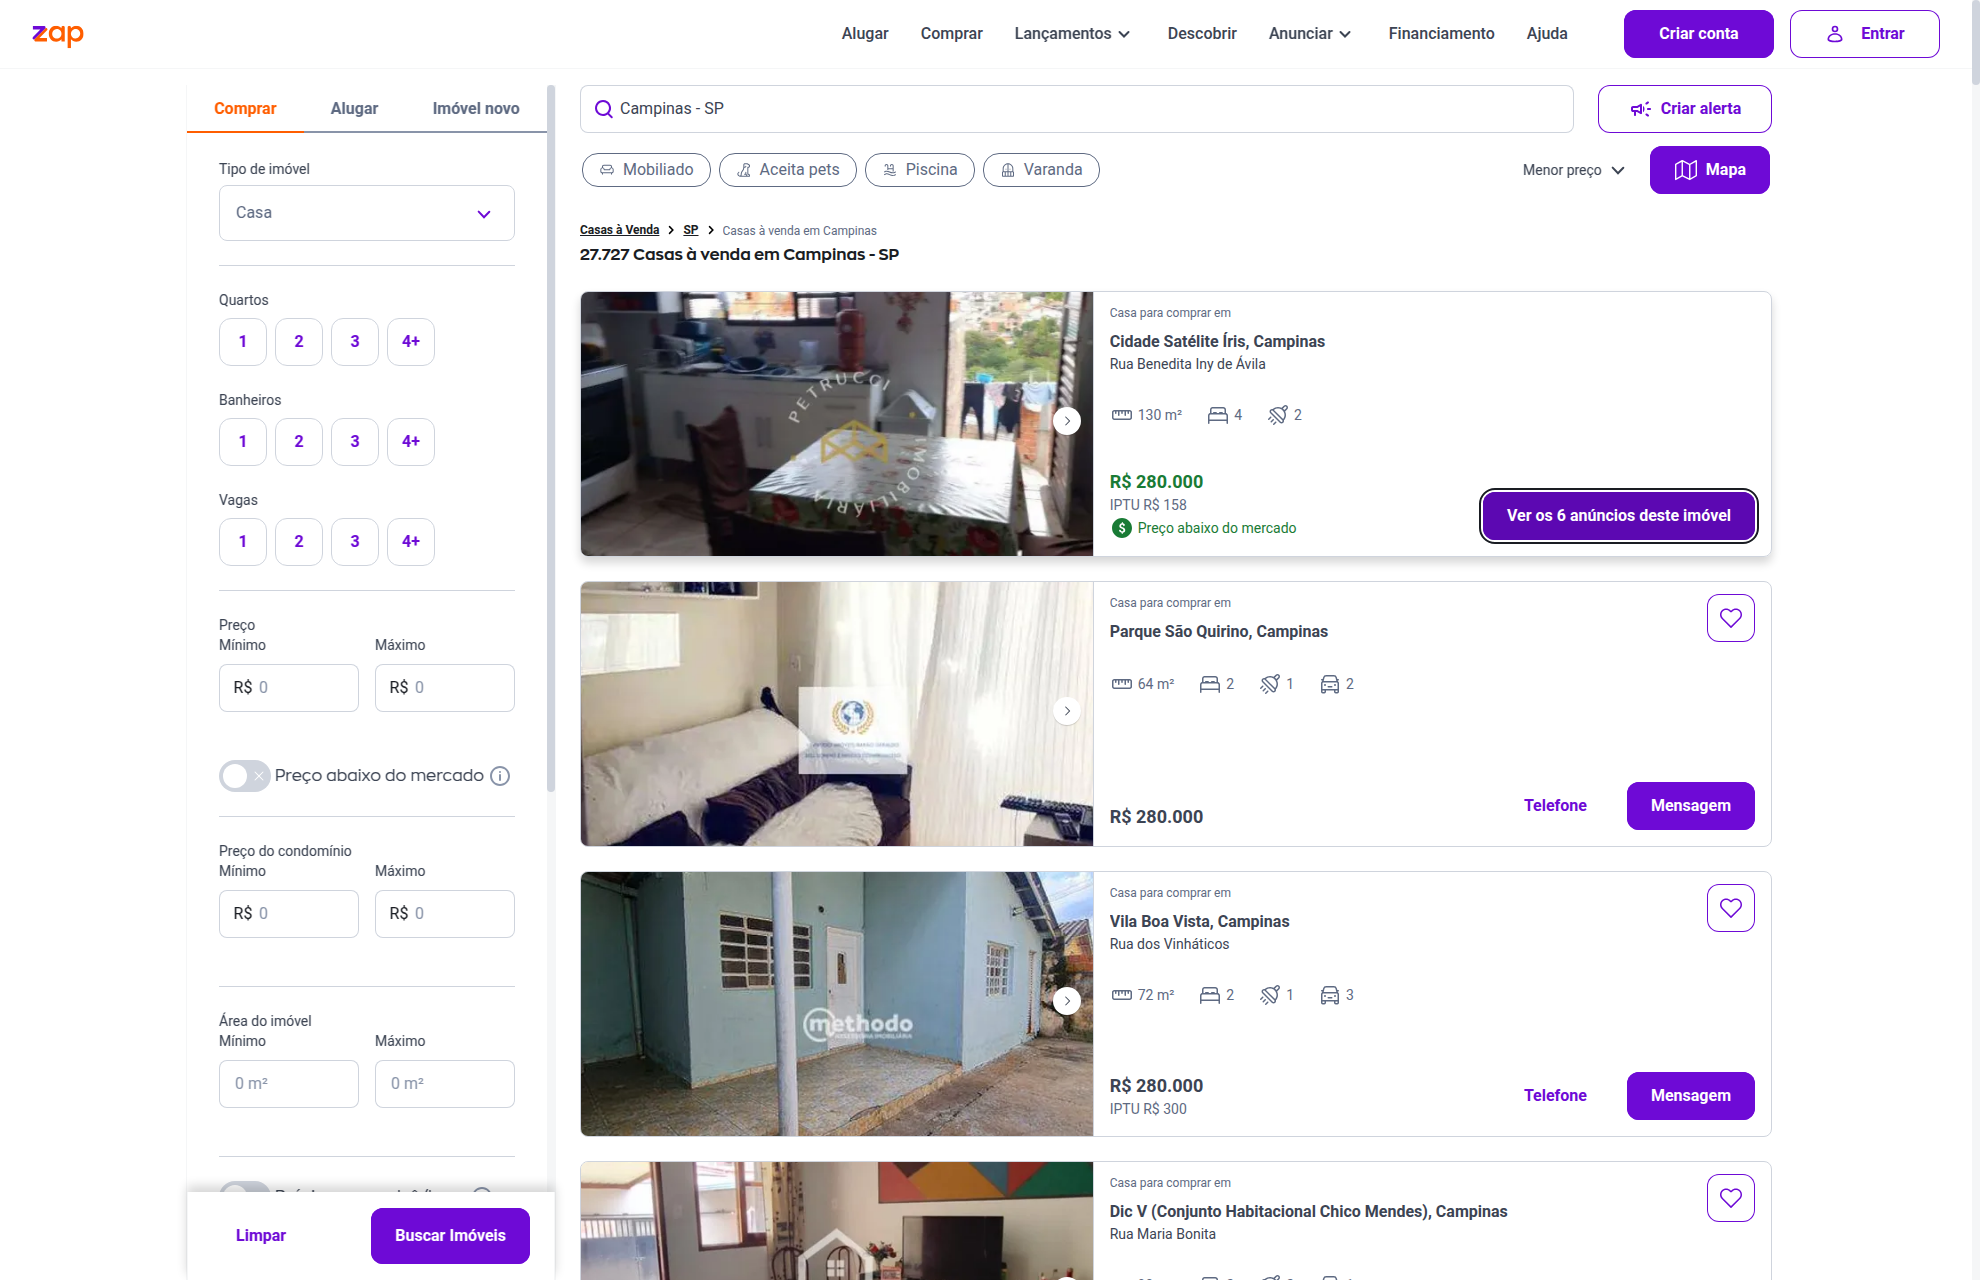 zap
Alugar
Comprar
Lançamentos
Descobrir
Anunciar
Financiamento
Ajuda
Criar conta
Entrar
Comprar
Alugar
Imóvel novo
Tipo de imóvel
Casa
Quartos
1
2
3
4+
Banheiros
1
2
3
4+
Vagas
1
2
3
4+
Preço
Mínimo
Máximo
R$ 0
R$ 0
Preço abaixo do mercado
Preço do condomínio
Mínimo
Máximo
R$ 0
R$ 0
Área do imóvel
Mínimo
Máximo
0 m²
0 m²
Limpar
Buscar Imóveis
Campinas - SP
Criar alerta
Mobiliado
Aceita pets
Piscina
Varanda
Menor preço
Mapa
Casas à Venda > SP > Casas à venda em Campinas
27.727 Casas à venda em Campinas - SP
PETRUCCI
IMOBILIÁRIA
Casa para comprar em
Cidade Satélite Íris, Campinas
Rua Benedita Iny de Ávila
130 m²
4
2
R$ 280.000
IPTU R$ 158
Preço abaixo do mercado
Ver os 6 anúncios deste imóvel
Casa para comprar em
Parque São Quirino, Campinas
64 m²
2
1
2
R$ 280.000
Telefone
Mensagem
methodo
Casa para comprar em
Vila Boa Vista, Campinas
Rua dos Vinháticos
72 m²
2
1
3
R$ 280.000
IPTU R$ 300
Telefone
Mensagem
Casa para comprar em
Dic V (Conjunto Habitacional Chico Mendes), Campinas
Rua Maria Bonita